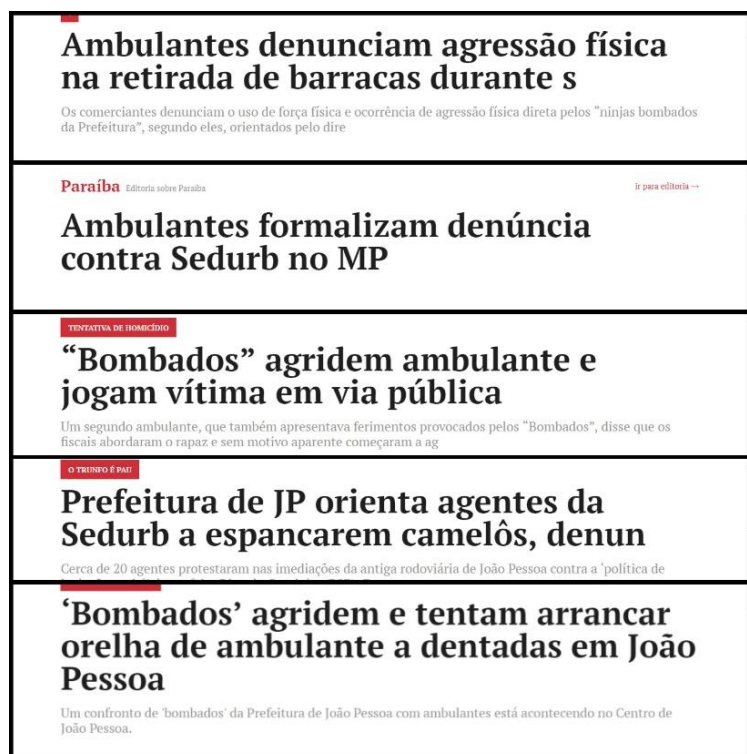 Ambulantes denunciam agressão física
na retirada de barracas durante s
Os comerciantes denunciam o uso de força física e ocorrência de agressão física direta pelos “ninjas bombados
da Prefeitura”, segundo eles, orientados pelo dire
Paraíba Editoria sobre Paraíba ir para editoria →
Ambulantes formalizam denúncia
contra Sedurb no MP
TENTATIVA DE HOMICÍDIO
“Bombados” agridem ambulante e
jogam vítima em via pública
Um segundo ambulante, que também apresentava ferimentos provocados pelos “Bombados”, disse que os
fiscais abordaram o rapaz e sem motivo aparente começaram a ag
O TRUNFO É PAU
Prefeitura de JP orienta agentes da
Sedurb a espancarem camelôs, denun
Cerca de 20 agentes protestaram nas imediações da antiga rodoviária de João Pessoa contra a ‘política de
‘Bombados’ agridem e tentam arrancar
orelha de ambulante a dentadas em João
Pessoa
Um confronto de 'bombados' da Prefeitura de João Pessoa com ambulantes está acontecendo no Centro de
João Pessoa.